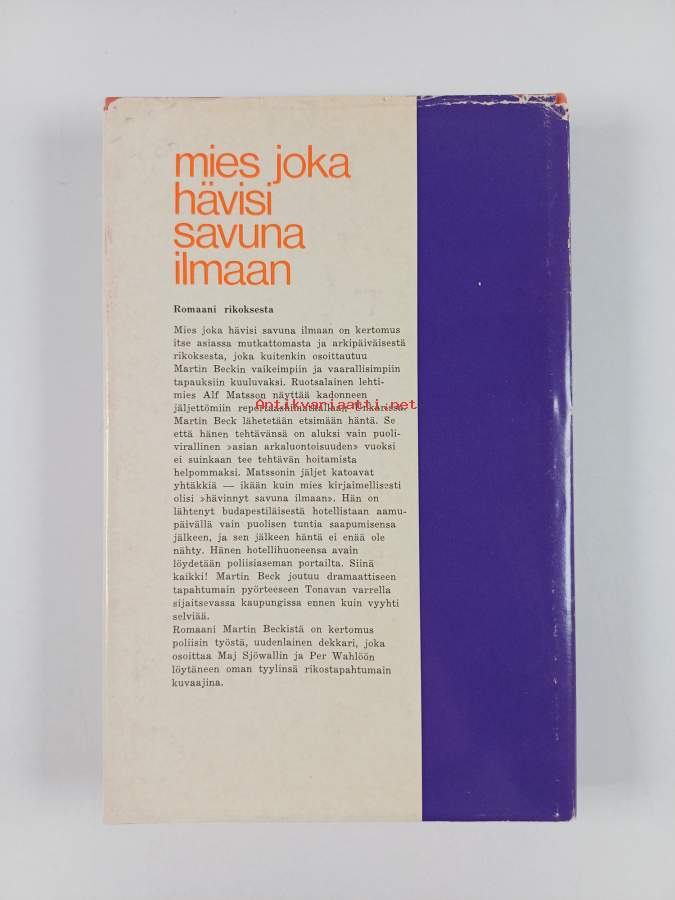 mies joka
hävisi
savuna
ilmaan
Romaani rikoksesta
Mies joka hävisi savuna ilmaan on kertomus
itse asiassa mutkattomasta ja arkipäiväisestä
rikoksesta, joka kuitenkin osoittautuu
Martin Beckin vaikeimpiin ja vaarallisimpiin
tapauksiin kuuluvaksi. Ruotsalainen lehti-
mies Alf Matsson näyttää kadonneen
Antikvariaatti.net
jäljettömiin reportaasimatkallaan Unkarissa.
Martin Beck lähetetään etsimään häntä. Se
että hänen tehtävänsä on aluksi vain puoli-
virallinen »asian arkaluontoisuuden» vuoksi
ei suinkaan tee tehtävän hoitamista
helpommaksi. Matssonin jäljet katoavat
yhtäkkiä — ikään kuin mies kirjaimellisesti
olisi »hävinnyt savuna ilmaan». Hän on
lähtenyt budapestiläisestä hotellistaan aamu-
päivällä vain puolisen tuntia saapumisensa
jälkeen, ja sen jälkeen häntä ei enää ole
nähty. Hänen hotellihuoneensa avain
löydetään poliisiaseman portailta. Siinä
kaikki! Martin Beck joutuu dramaattiseen
tapahtumain pyörteeseen Tonavan varrella
sijaitsevassa kaupungissa ennen kuin vyyhti
selviää.
Romaani Martin Beckistä on kertomus
poliisin työstä, uudenlainen dekkari, joka
osoittaa Maj Sjöwallin ja Per Wahlöön
löytäneen oman tyylinsä rikostapahtumain
kuvaajina.